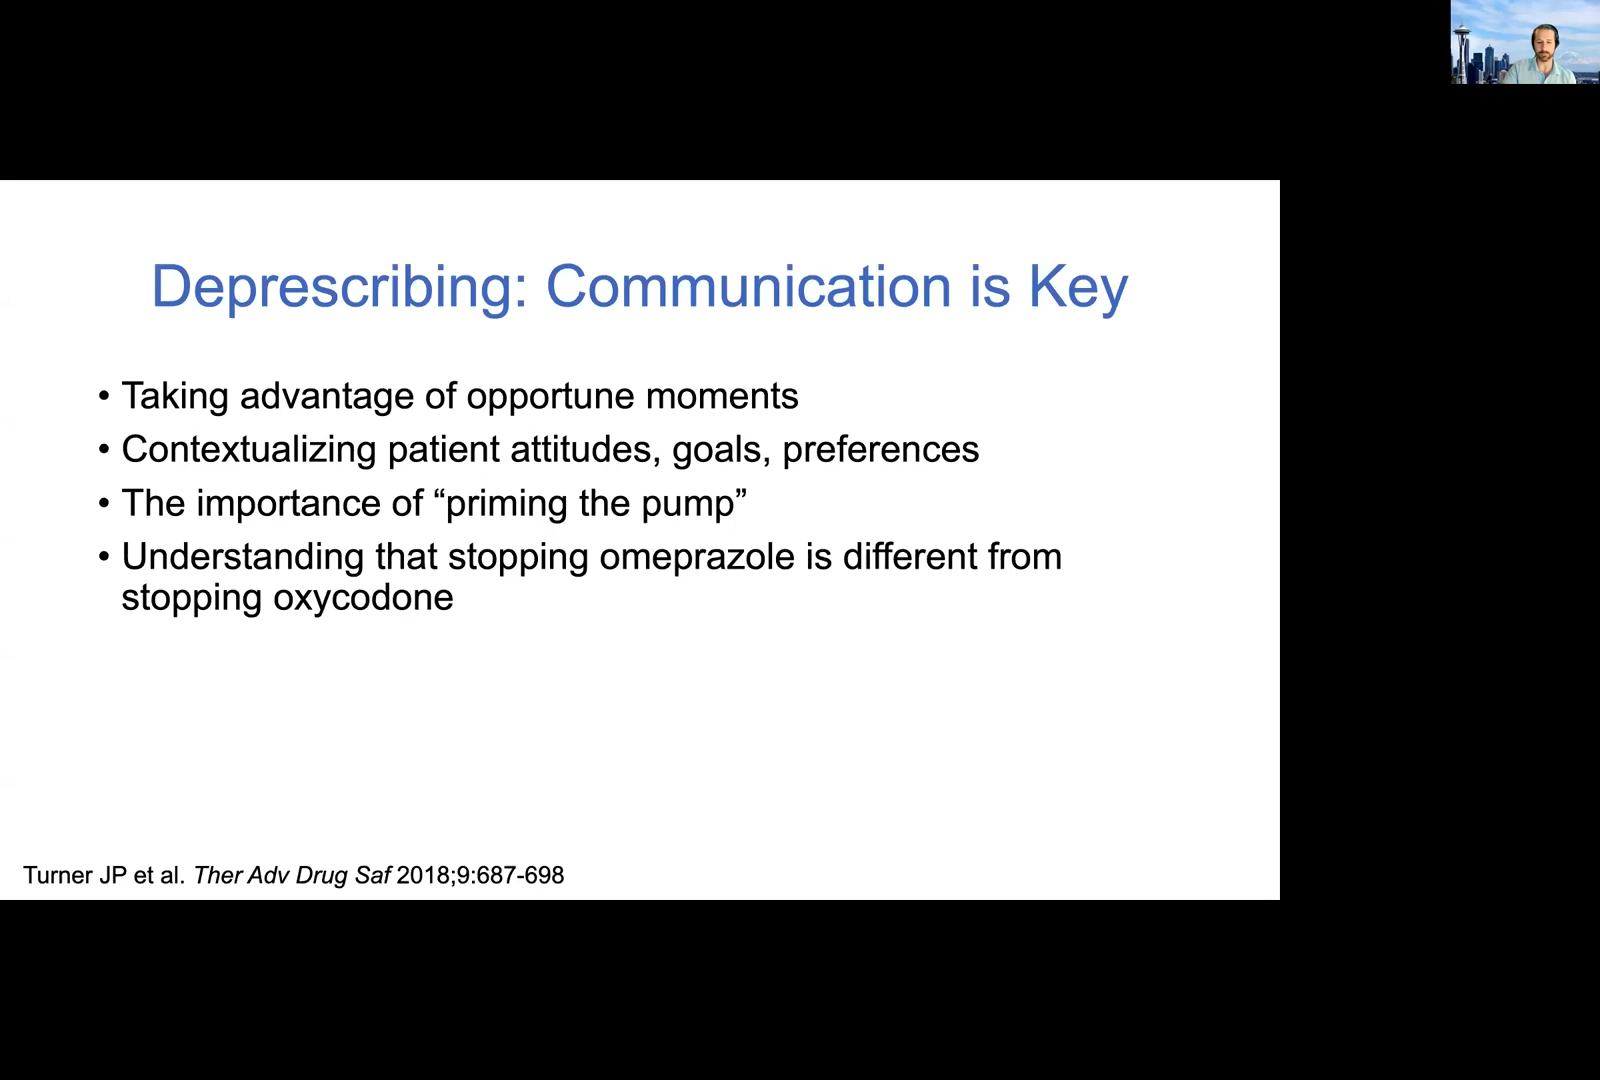 Deprescribing: Communication is Key
• Taking advantage of opportune moments
• Contextualizing patient attitudes, goals, preferences
• The importance of “priming the pump”
• Understanding that stopping omeprazole is different from
stopping oxycodone
Turner JP et al. Ther Adv Drug Saf 2018;9:687-698